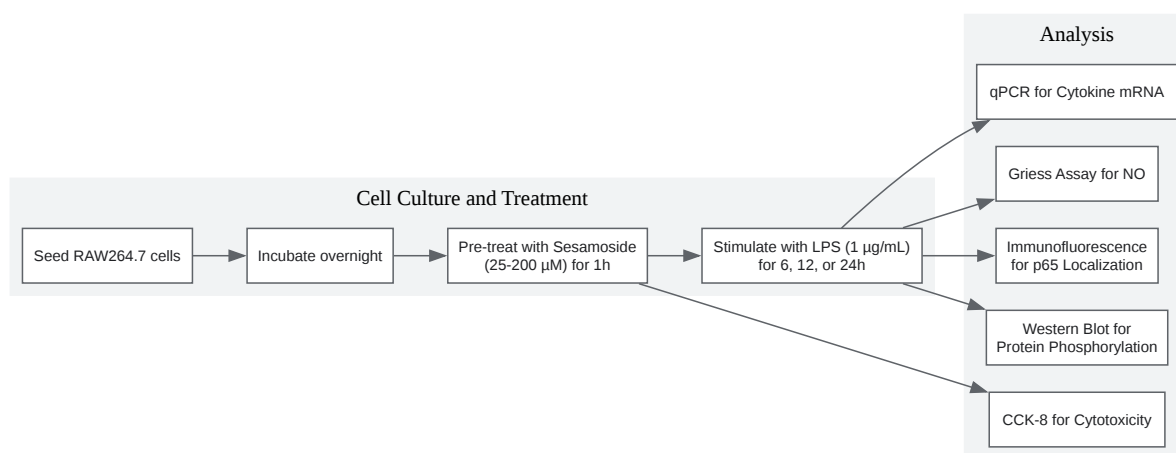 Analysis
qPCR for Cytokine mRNA
Griess Assay for NO
Cell Culture and Treatment
Seed RAW264.7 cells
Incubate overnight
Pre-treat with Sesamoside
(25-200 µM) for 1h
Stimulate with LPS (1 µg/mL)
for 6, 12, or 24h
Immunofluorescence
for p65 Localization
Western Blot for
Protein Phosphorylation
CCK-8 for Cytotoxicity